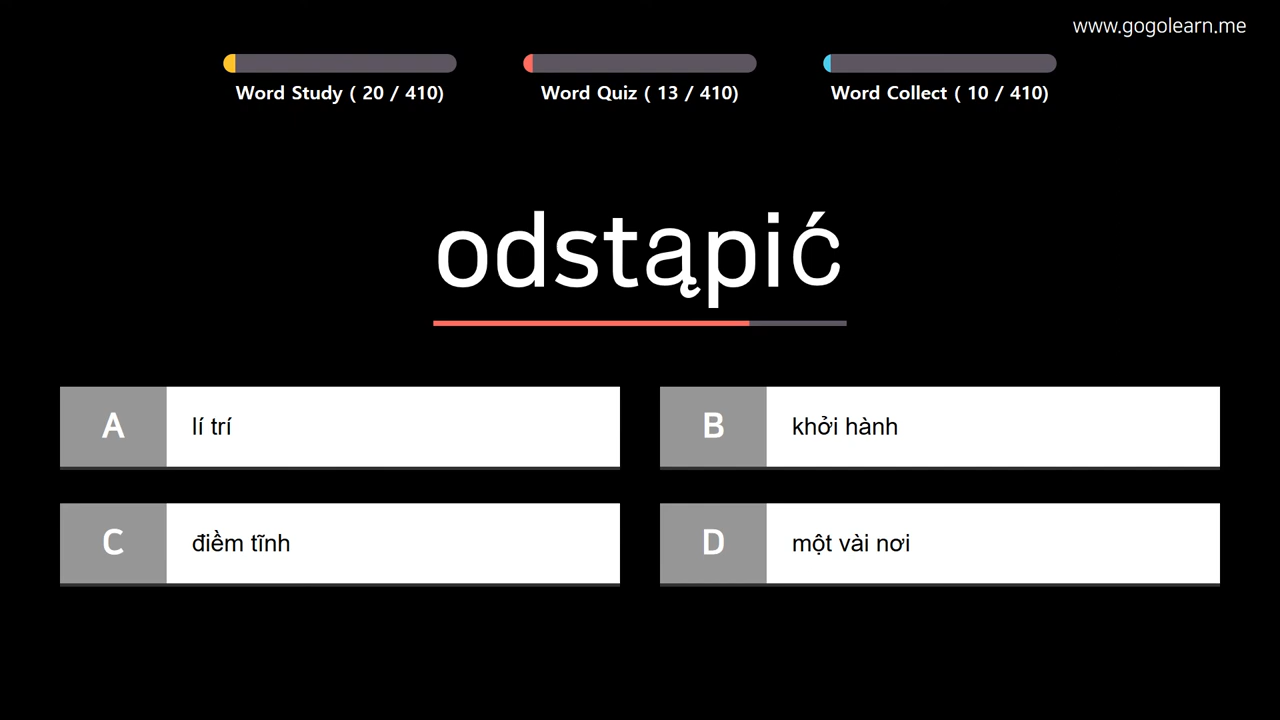 www.gogolearn.me
Word Study ( 20 / 410)
Word Quiz ( 13 / 410)
Word Collect ( 10 / 410)
odstąpić
A lí trí
B khởi hành
C điềm tĩnh
D một vài nơi